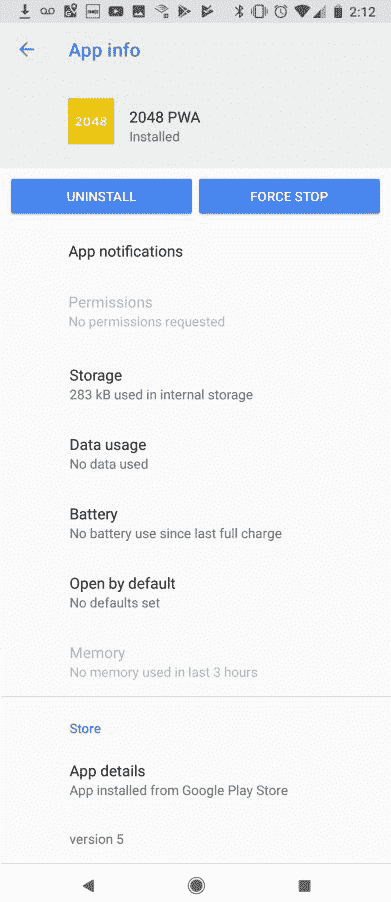 2:12
App info
2048
2048 PWA
Installed
UNINSTALL
FORCE STOP
App notifications
Permissions
No permissions requested
Storage
283 kB used in internal storage
Data usage
No data used
Battery
No battery use since last full charge
Open by default
No defaults set
Memory
No memory used in last 3 hours
Store
App details
App installed from Google Play Store
version 5